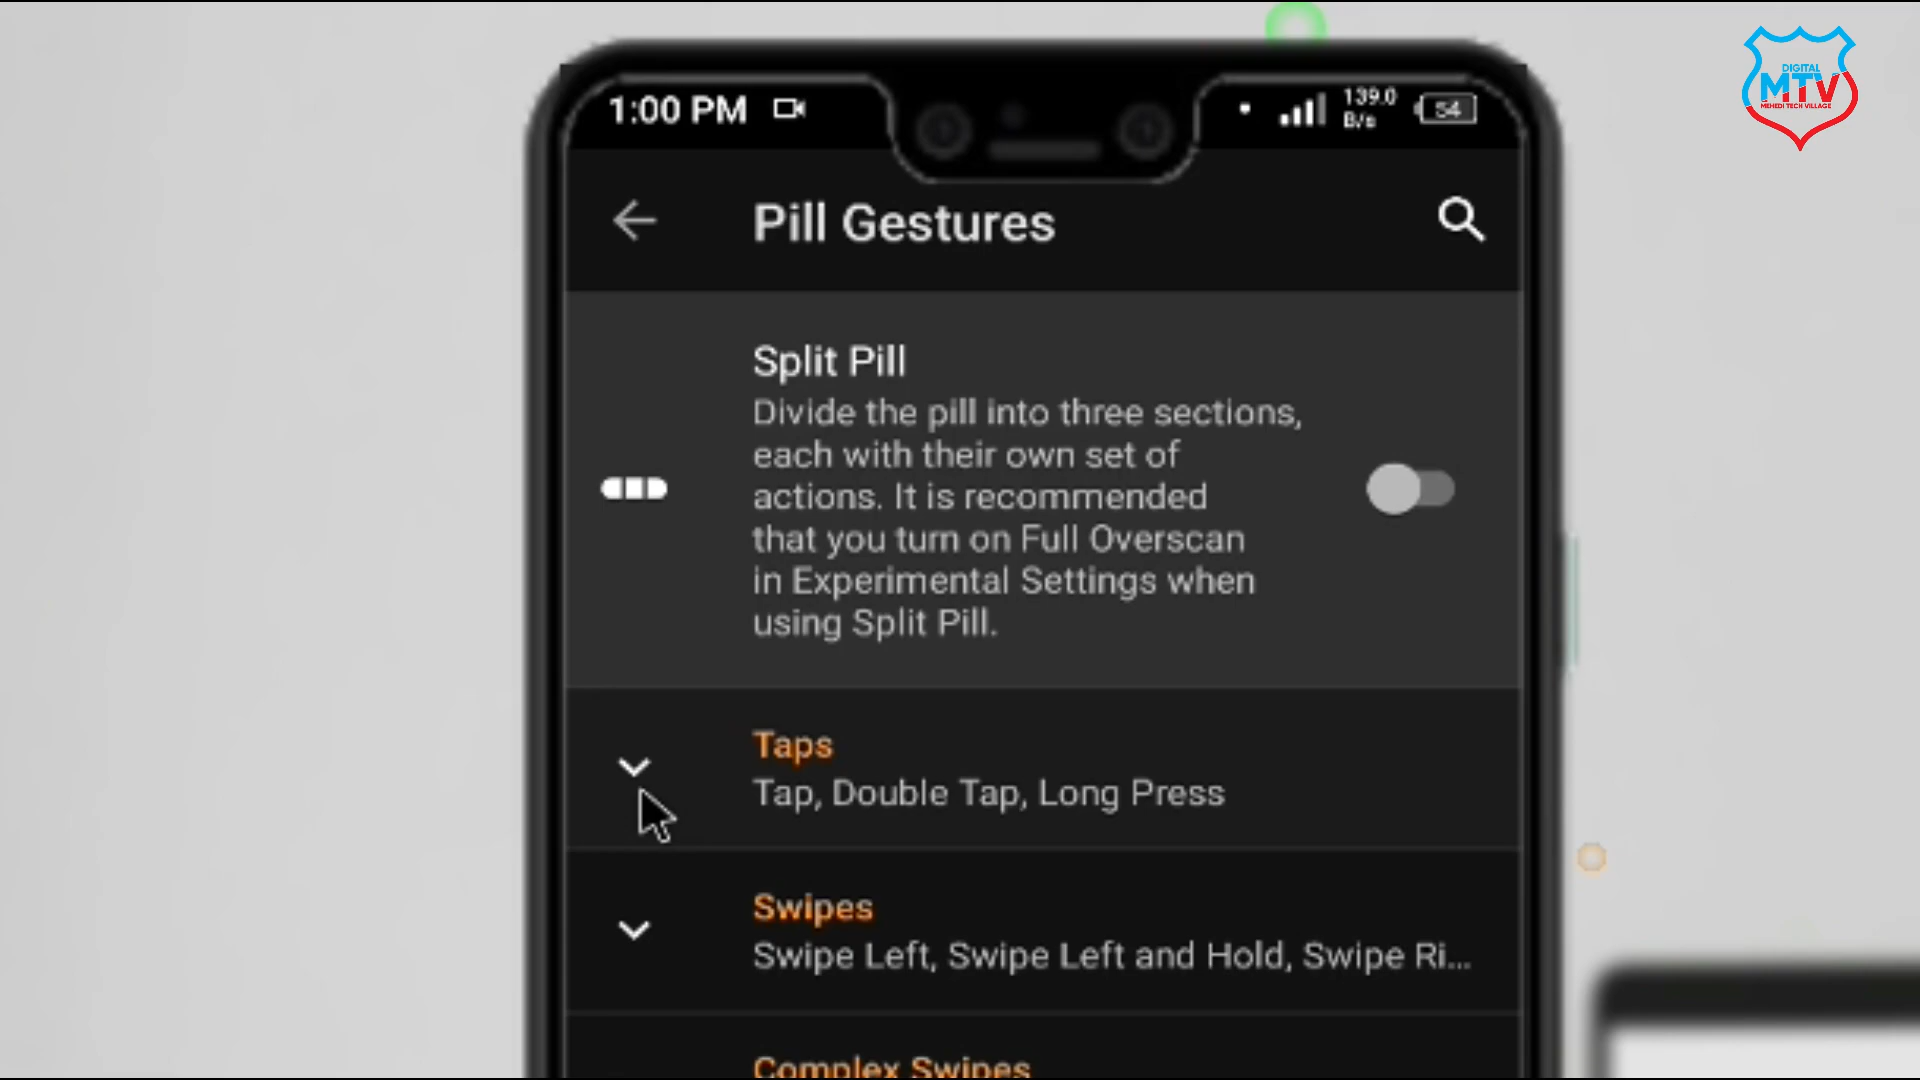 DIGITAL
MTV
MEHEDI TECH VILLAGE
1:00 PM
139.0
B/s
54
Pill Gestures
Split Pill
Divide the pill into three sections,
each with their own set of
actions. It is recommended
that you turn on Full Overscan
in Experimental Settings when
using Split Pill.
Taps
Tap, Double Tap, Long Press
Swipes
Swipe Left, Swipe Left and Hold, Swipe Ri...
Complex Swipes